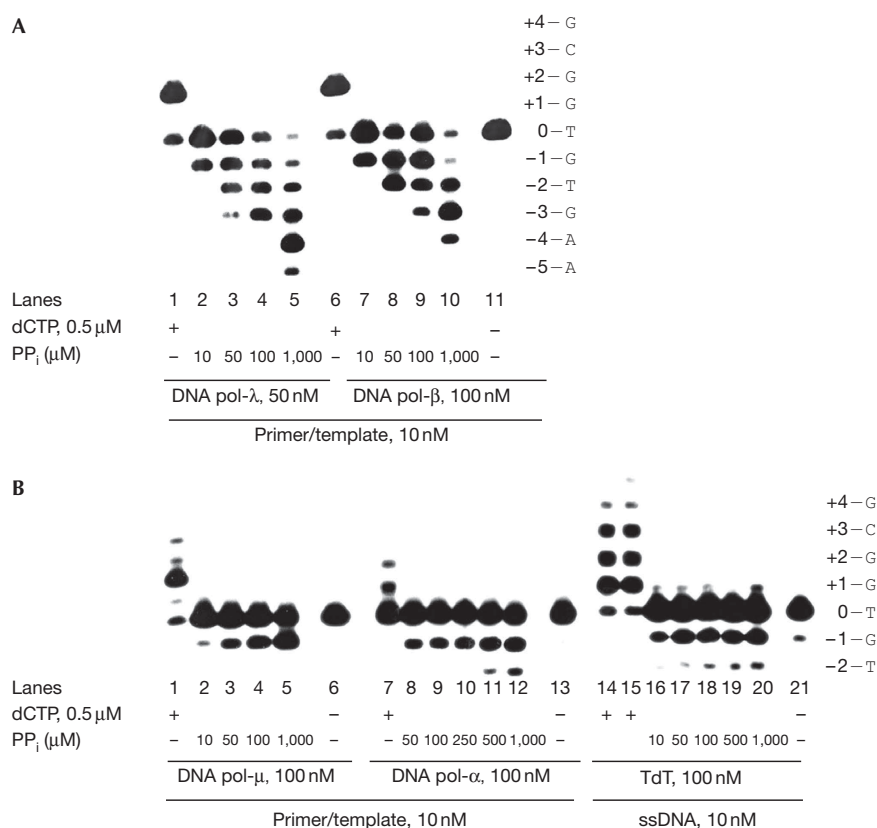 A
+4 – G
+3 – C
+2 – G
+1 – G
0 – T
−1 – G
−2 – T
−3 – G
−4 – A
−5 – A
Lanes 1 2 3 4 5 6 7 8 9 10 11
dCTP, 0.5 μM + + –
PPi (μM) – 10 50 100 1,000 – 10 50 100 1,000 –
DNA pol-λ, 50 nM DNA pol-β, 100 nM
Primer/template, 10 nM
B
+4 – G
+3 – C
+2 – G
+1 – G
0 – T
−1 – G
−2 – T
Lanes 1 2 3 4 5 6 7 8 9 10 11 12 13 14 15 16 17 18 19 20 21
dCTP, 0.5 μM + – + – + + –
PPi (μM) – 10 50 100 1,000 – – 50 100 250 500 1,000 – 10 50 100 500 1,000 –
DNA pol-μ, 100 nM DNA pol-α, 100 nM TdT, 100 nM
Primer/template, 10 nM ssDNA, 10 nM